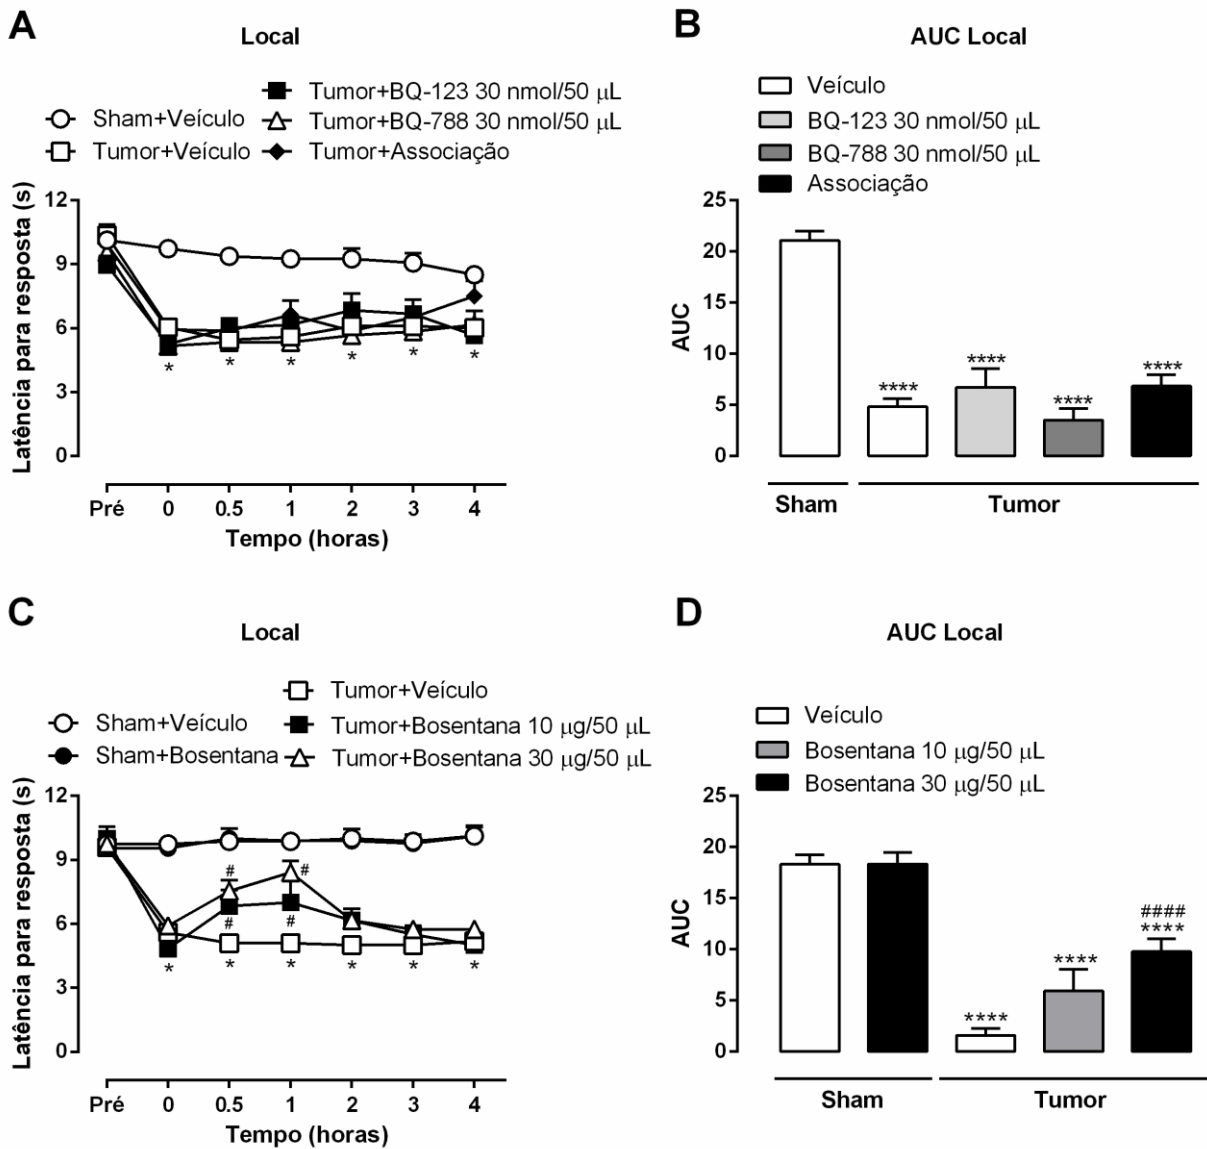 A
Local
Sham+Veículo
Tumor+Veículo
Tumor+BQ-123 30 nmol/50 μL
Tumor+BQ-788 30 nmol/50 μL
Tumor+Associação
Latência para resposta (s)
12
9
6
3
0
* * * * * * *
Pré 0 0.5 1 2 3 4
Tempo (horas)
B
AUC Local
Veículo
BQ-123 30 nmol/50 μL
BQ-788 30 nmol/50 μL
Associação
AUC
25
20
15
10
5
0
**** **** **** ****
Sham Tumor
C
Local
Sham+Veículo
Sham+Bosentana
Tumor+Veículo
Tumor+Bosentana 10 μg/50 μL
Tumor+Bosentana 30 μg/50 μL
Latência para resposta (s)
12
9
6
3
0
# #
# #
* * * * * *
Pré 0 0.5 1 2 3 4
Tempo (horas)
D
AUC Local
Veículo
Bosentana 10 μg/50 μL
Bosentana 30 μg/50 μL
AUC
25
20
15
10
5
0
####
**** **** ****
Sham Tumor